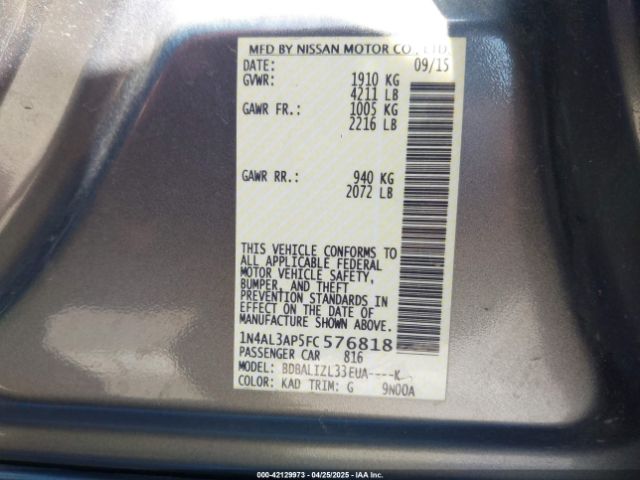 MFD BY NISSAN MOTOR CO., LTD.
DATE: 09/15
GVWR: 1910 KG
4211 LB
GAWR FR.: 1005 KG
2216 LB
GAWR RR.: 940 KG
2072 LB
THIS VEHICLE CONFORMS TO
ALL APPLICABLE FEDERAL
MOTOR VEHICLE SAFETY,
BUMPER, AND THEFT
PREVENTION STANDARDS IN
EFFECT ON THE DATE OF
MANUFACTURE SHOWN ABOVE.
1N4AL3AP5FC576818
PASSENGER CAR 816
MODEL: BDBALIZL33EUA----K
COLOR: KAD TRIM: G 9N00A
000-42129973 - 04/25/2025 - IAA Inc.